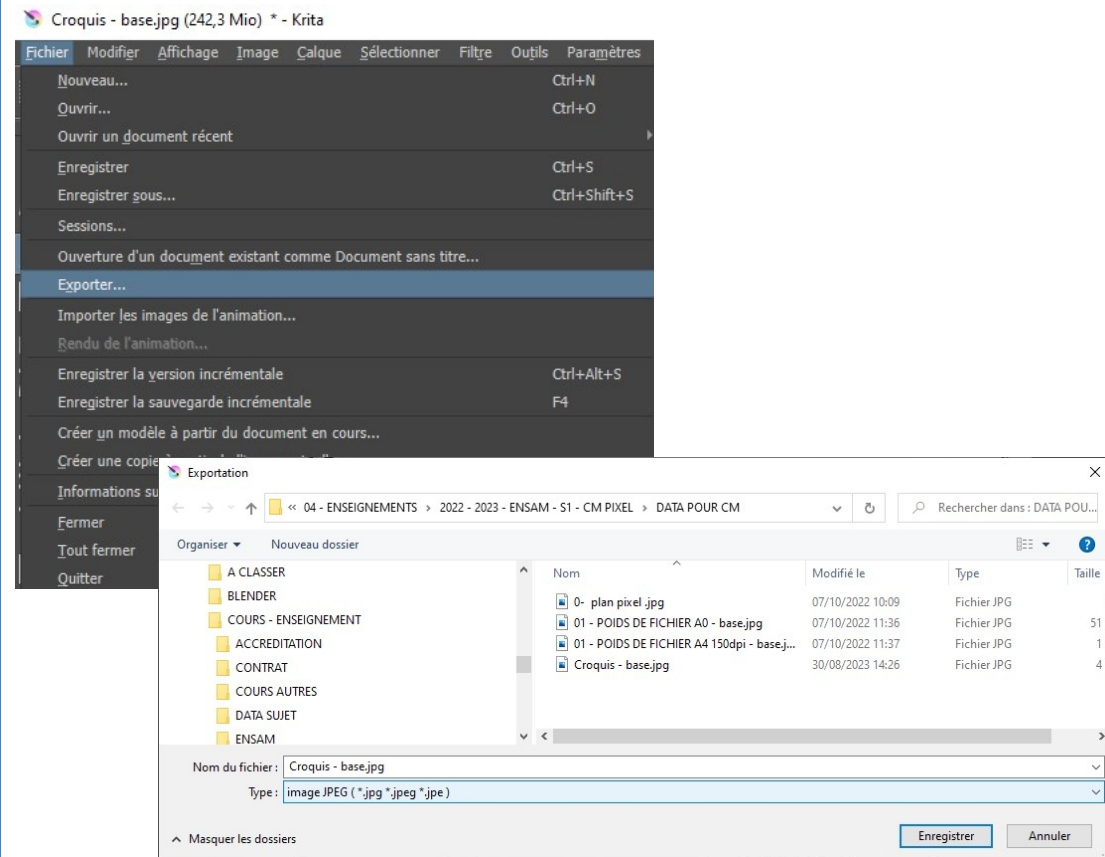 Croquis - base.jpg (242,3 Mio) * - Krita
Fichier Modifier Affichage Image Calque Sélectionner Filtre Outils Paramètres
Nouveau... Ctrl+N
Ouvrir... Ctrl+O
Ouvrir un document récent
Enregistrer Ctrl+S
Enregistrer sous... Ctrl+Shift+S
Sessions...
Ouverture d'un document existant comme Document sans titre...
Exporter...
Importer les images de l'animation...
Rendu de l'animation...
Enregistrer la version incrémentale Ctrl+Alt+S
Enregistrer la sauvegarde incrémentale F4
Créer un modèle à partir du document en cours...
Créer une copie
Informations su
Fermer
Tout fermer
Quitter
Exportation
« 04 - ENSEIGNEMENTS › 2022 - 2023 - ENSAM - S1 - CM PIXEL › DATA POUR CM
Rechercher dans : DATA POU...
Organiser Nouveau dossier
A CLASSER
BLENDER
COURS - ENSEIGNEMENT
ACCREDITATION
CONTRAT
COURS AUTRES
DATA SUJET
ENSAM
Nom Modifié le Type Taille
0- plan pixel .jpg 07/10/2022 10:09 Fichier JPG
01 - POIDS DE FICHIER A0 - base.jpg 07/10/2022 11:36 Fichier JPG 51
01 - POIDS DE FICHIER A4 150dpi - base.j... 07/10/2022 11:37 Fichier JPG 1
Croquis - base.jpg 30/08/2023 14:26 Fichier JPG 4
Nom du fichier : Croquis - base.jpg
Type : image JPEG ( *.jpg *.jpeg *.jpe )
Masquer les dossiers
Enregistrer Annuler